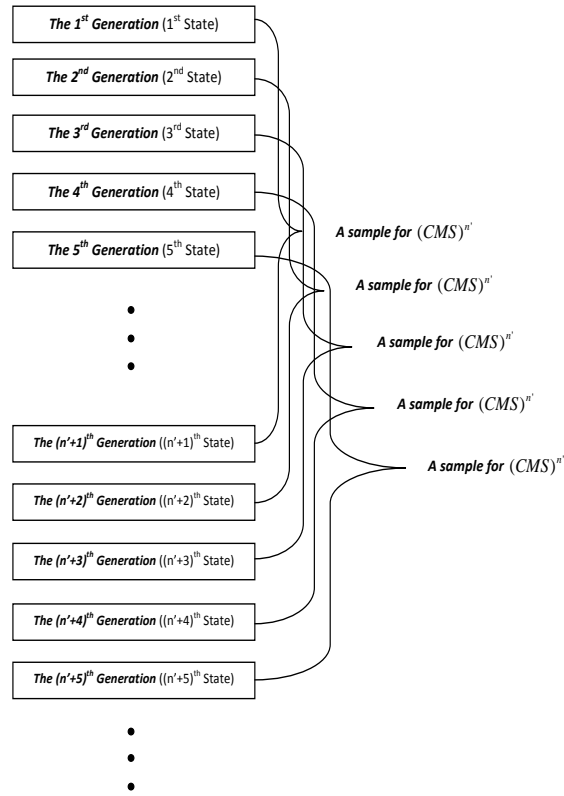 The 1st Generation (1st State)
The 2nd Generation (2nd State)
The 3rd Generation (3rd State)
The 4th Generation (4th State)
A sample for (CMS)n'
The 5th Generation (5th State)
A sample for (CMS)n'
A sample for (CMS)n'
A sample for (CMS)n'
The (n'+1)th Generation ((n'+1)th State)
A sample for (CMS)n'
The (n'+2)th Generation ((n'+2)th State)
The (n'+3)th Generation ((n'+3)th State)
The (n'+4)th Generation ((n'+4)th State)
The (n'+5)th Generation ((n'+5)th State)